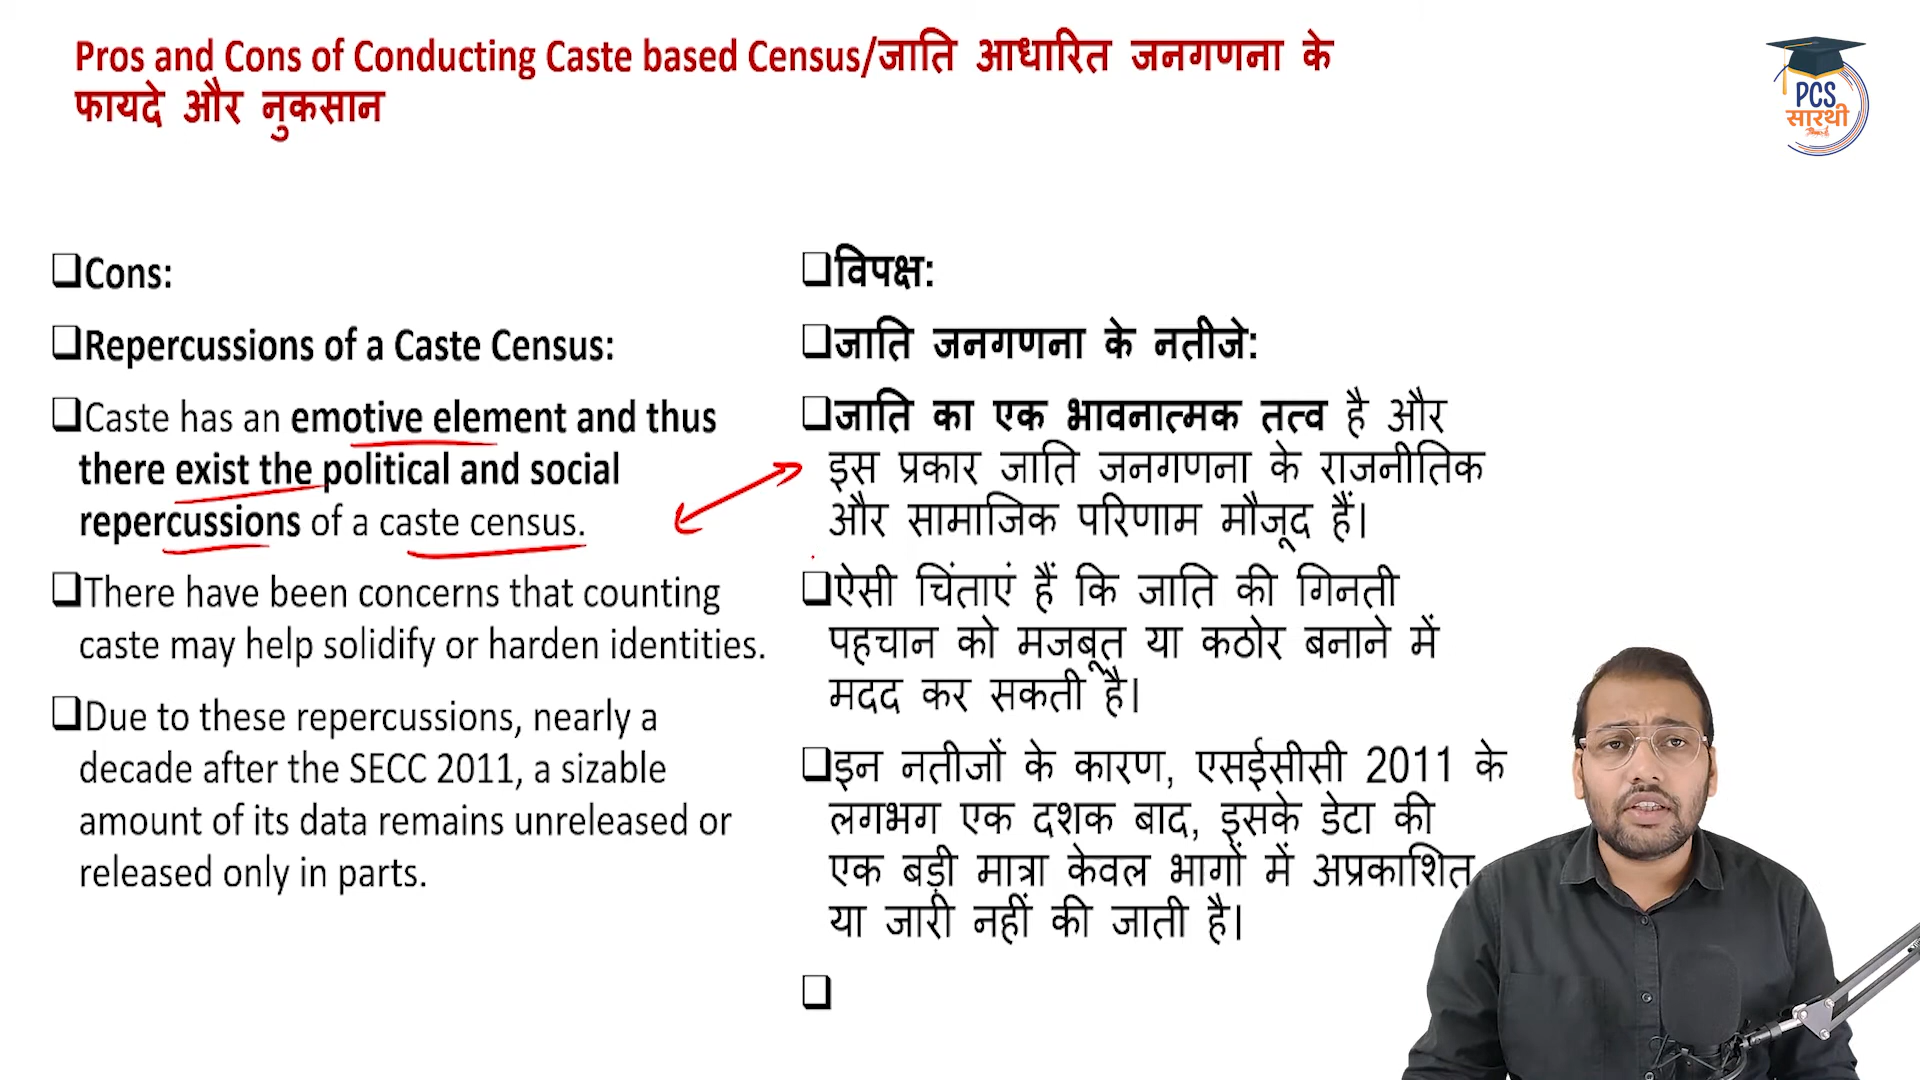 Pros and Cons of Conducting Caste based Census/जाति आधारित जनगणना के
फायदे और नुकसान
PCS
सारथी
❑Cons:
❑Repercussions of a Caste Census:
❑Caste has an emotive element and thus
there exist the political and social
repercussions of a caste census.
❑There have been concerns that counting
caste may help solidify or harden identities.
❑Due to these repercussions, nearly a
decade after the SECC 2011, a sizable
amount of its data remains unreleased or
released only in parts.
❑विपक्ष:
❑जाति जनगणना के नतीजे:
❑जाति का एक भावनात्मक तत्व है और
इस प्रकार जाति जनगणना के राजनीतिक
और सामाजिक परिणाम मौजूद हैं।
❑ऐसी चिंताएं हैं कि जाति की गिनती
पहचान को मजबूत या कठोर बनाने में
मदद कर सकती है।
❑इन नतीजों के कारण, एसईसीसी 2011 के
लगभग एक दशक बाद, इसके डेटा की
एक बड़ी मात्रा केवल भागों में अप्रकाशित
या जारी नहीं की जाती है।
❑